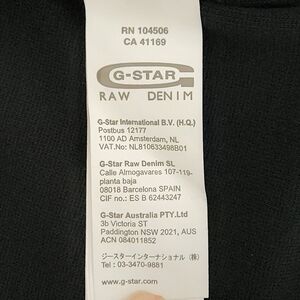 RN 104506
CA 41169
G-STAR
RAW DENIM
G-Star International B.V. (H.Q.)
Postbus 12177
1100 AD Amsterdam, NL
VAT.No: NL810633498B01
G-Star Raw Denim SL
Calle Almogavares 107-119-
planta baja
08018 Barcelona SPAIN
CIF no.: ES B 62443247
G-Star Australia PTY.Ltd
3b Victoria ST
Paddington NSW 2021, AUS
ACN 084011852
ジースターインターナショナル（株）
Tel : 03-3470-9881
www.g-star.com